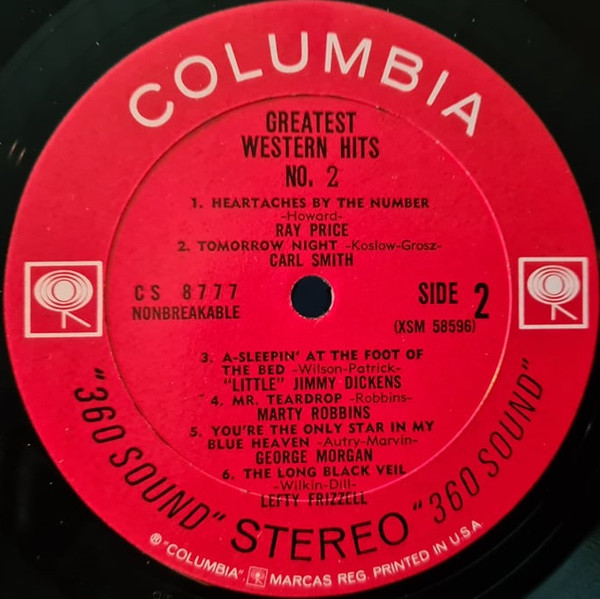 COLUMBIA
GREATEST
WESTERN HITS
NO. 2
1. HEARTACHES BY THE NUMBER
-Howard-
RAY PRICE
2. TOMORROW NIGHT -Koslow-Grosz-
CARL SMITH
CS 8777
NONBREAKABLE
SIDE 2
(XSM 58596)
3. A-SLEEPIN' AT THE FOOT OF
THE BED -Wilson-Patrick-
"LITTLE" JIMMY DICKENS
4. MR. TEARDROP -Robbins-
MARTY ROBBINS
5. YOU'RE THE ONLY STAR IN MY
BLUE HEAVEN -Autry-Marvin-
GEORGE MORGAN
6. THE LONG BLACK VEIL
-Wilkin-Dill-
LEFTY FRIZZELL
"360 SOUND" STEREO "360 SOUND"
® "COLUMBIA", MARCAS REG. PRINTED IN U.S.A.